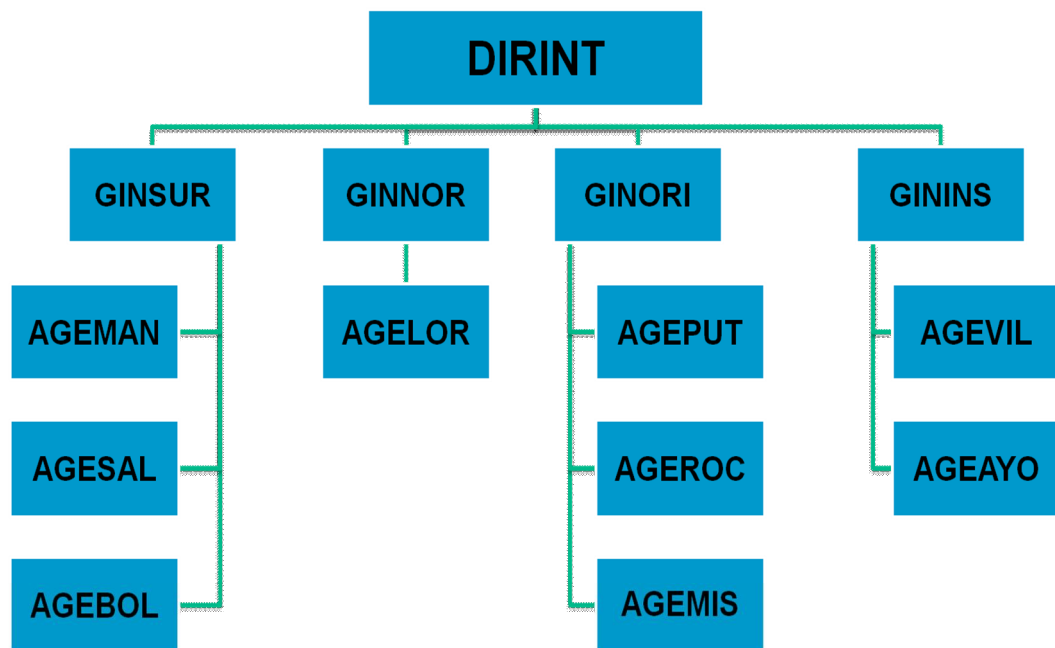 DIRINT
GINSUR
GINNOR
GINORI
GININS
AGEMAN
AGELOR
AGEPUT
AGEVIL
AGESAL
AGEROC
AGEAYO
AGEBOL
AGEMIS